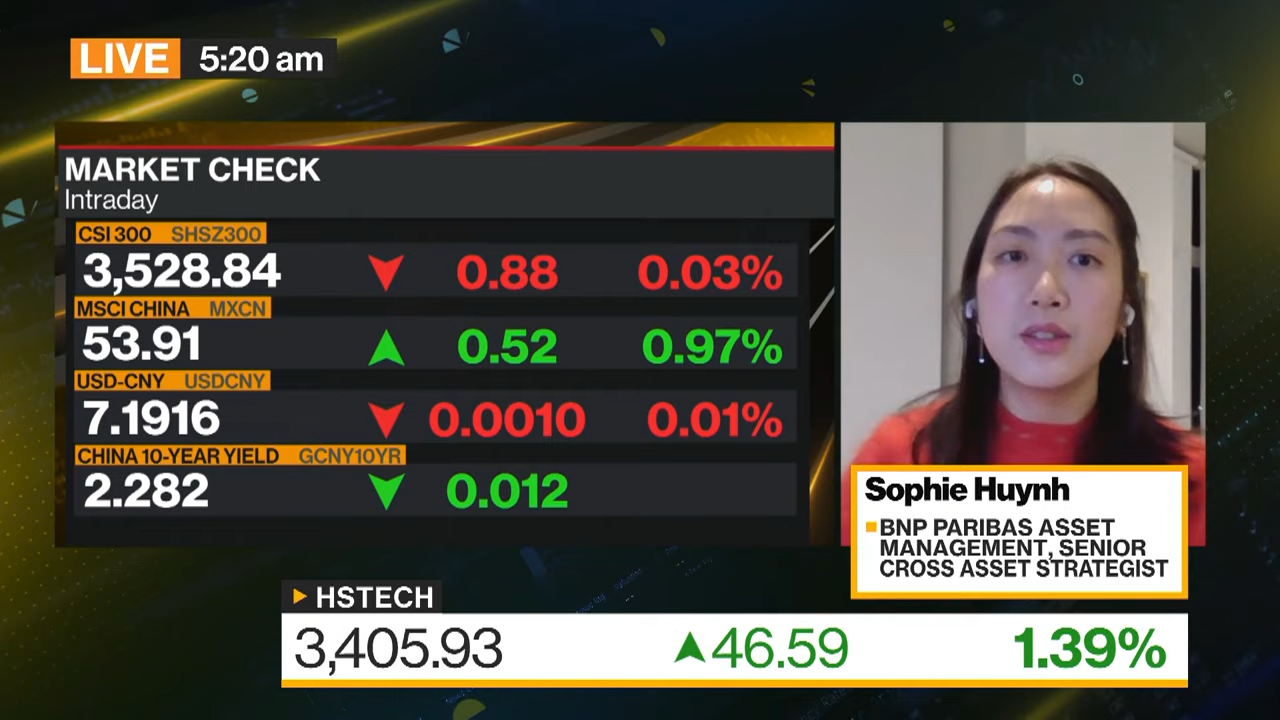 LIVE 5:20 am
MARKET CHECK
Intraday
CSI 300 SHSZ300
3,528.84 0.88 0.03%
MSCI CHINA MXCN
53.91 0.52 0.97%
USD-CNY USDCNY
7.1916 0.0010 0.01%
CHINA 10-YEAR YIELD GCNY10YR
2.282 0.012
Sophie Huynh
BNP PARIBAS ASSET
MANAGEMENT, SENIOR
CROSS ASSET STRATEGIST
HSTECH
3,405.93 46.59 1.39%